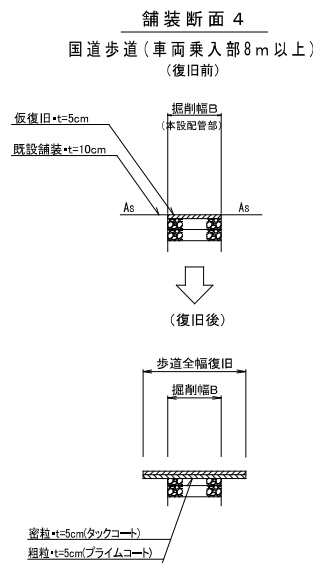 舗装断面4
国道歩道(車両乗入部8m以上)
(復旧前)
掘削幅B
(本設配管部)
仮復旧・t=5cm
既設舗装・t=10cm
As
As
(復旧後)
歩道全幅復旧
掘削幅B
密粒・t=5cm(タックコート)
粗粒・t=5cm(プライムコート)